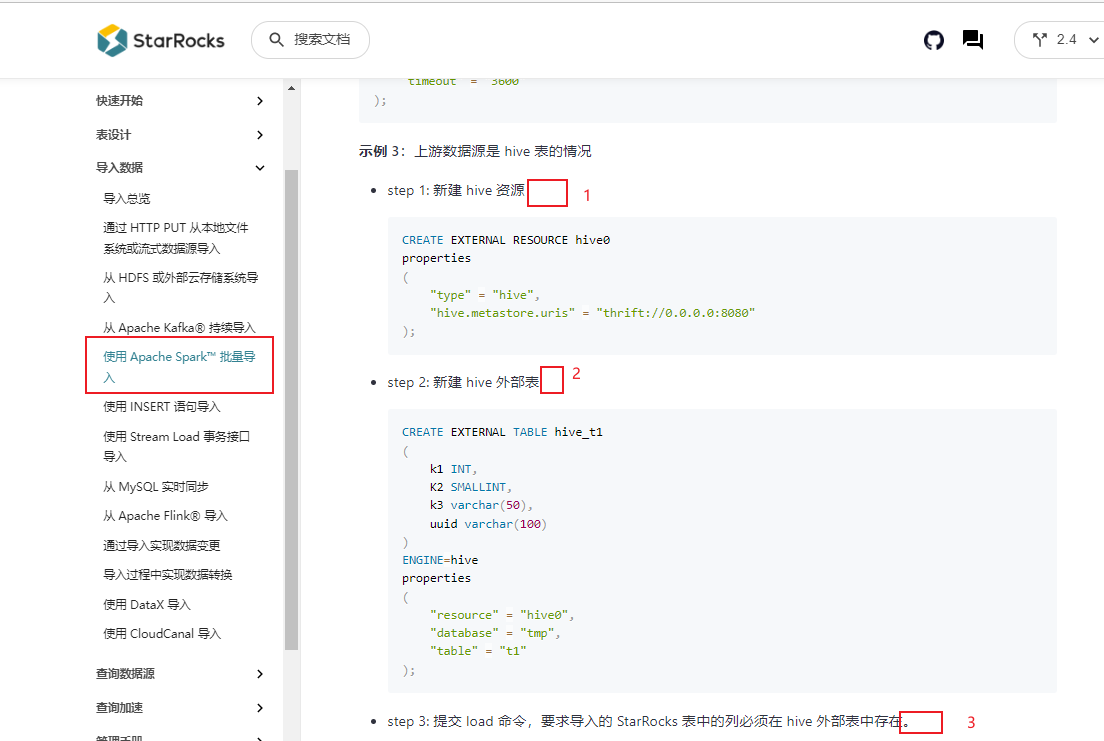 StarRocks
搜索文档
2.4
快速开始
表设计
导入数据
导入总览
通过 HTTP PUT 从本地文件
系统或流式数据源导入
从 HDFS 或外部云存储系统导
入
从 Apache Kafka® 持续导入
使用 Apache Spark™ 批量导
入
使用 INSERT 语句导入
使用 Stream Load 事务接口
导入
从 MySQL 实时同步
从 Apache Flink® 导入
通过导入实现数据变更
导入过程中实现数据转换
使用 DataX 导入
使用 CloudCanal 导入
查询数据源
查询加速
管理手册
timeout = 3600
);
示例 3：上游数据源是 hive 表的情况
step 1: 新建 hive 资源
1
CREATE EXTERNAL RESOURCE hive0
properties
(
"type" = "hive",
"hive.metastore.uris" = "thrift://0.0.0.0:8080"
);
step 2: 新建 hive 外部表
2
CREATE EXTERNAL TABLE hive_t1
(
k1 INT,
K2 SMALLINT,
k3 varchar(50),
uuid varchar(100)
)
ENGINE=hive
properties
(
"resource" = "hive0",
"database" = "tmp",
"table" = "t1"
);
step 3: 提交 load 命令，要求导入的 StarRocks 表中的列必须在 hive 外部表中存在。
3